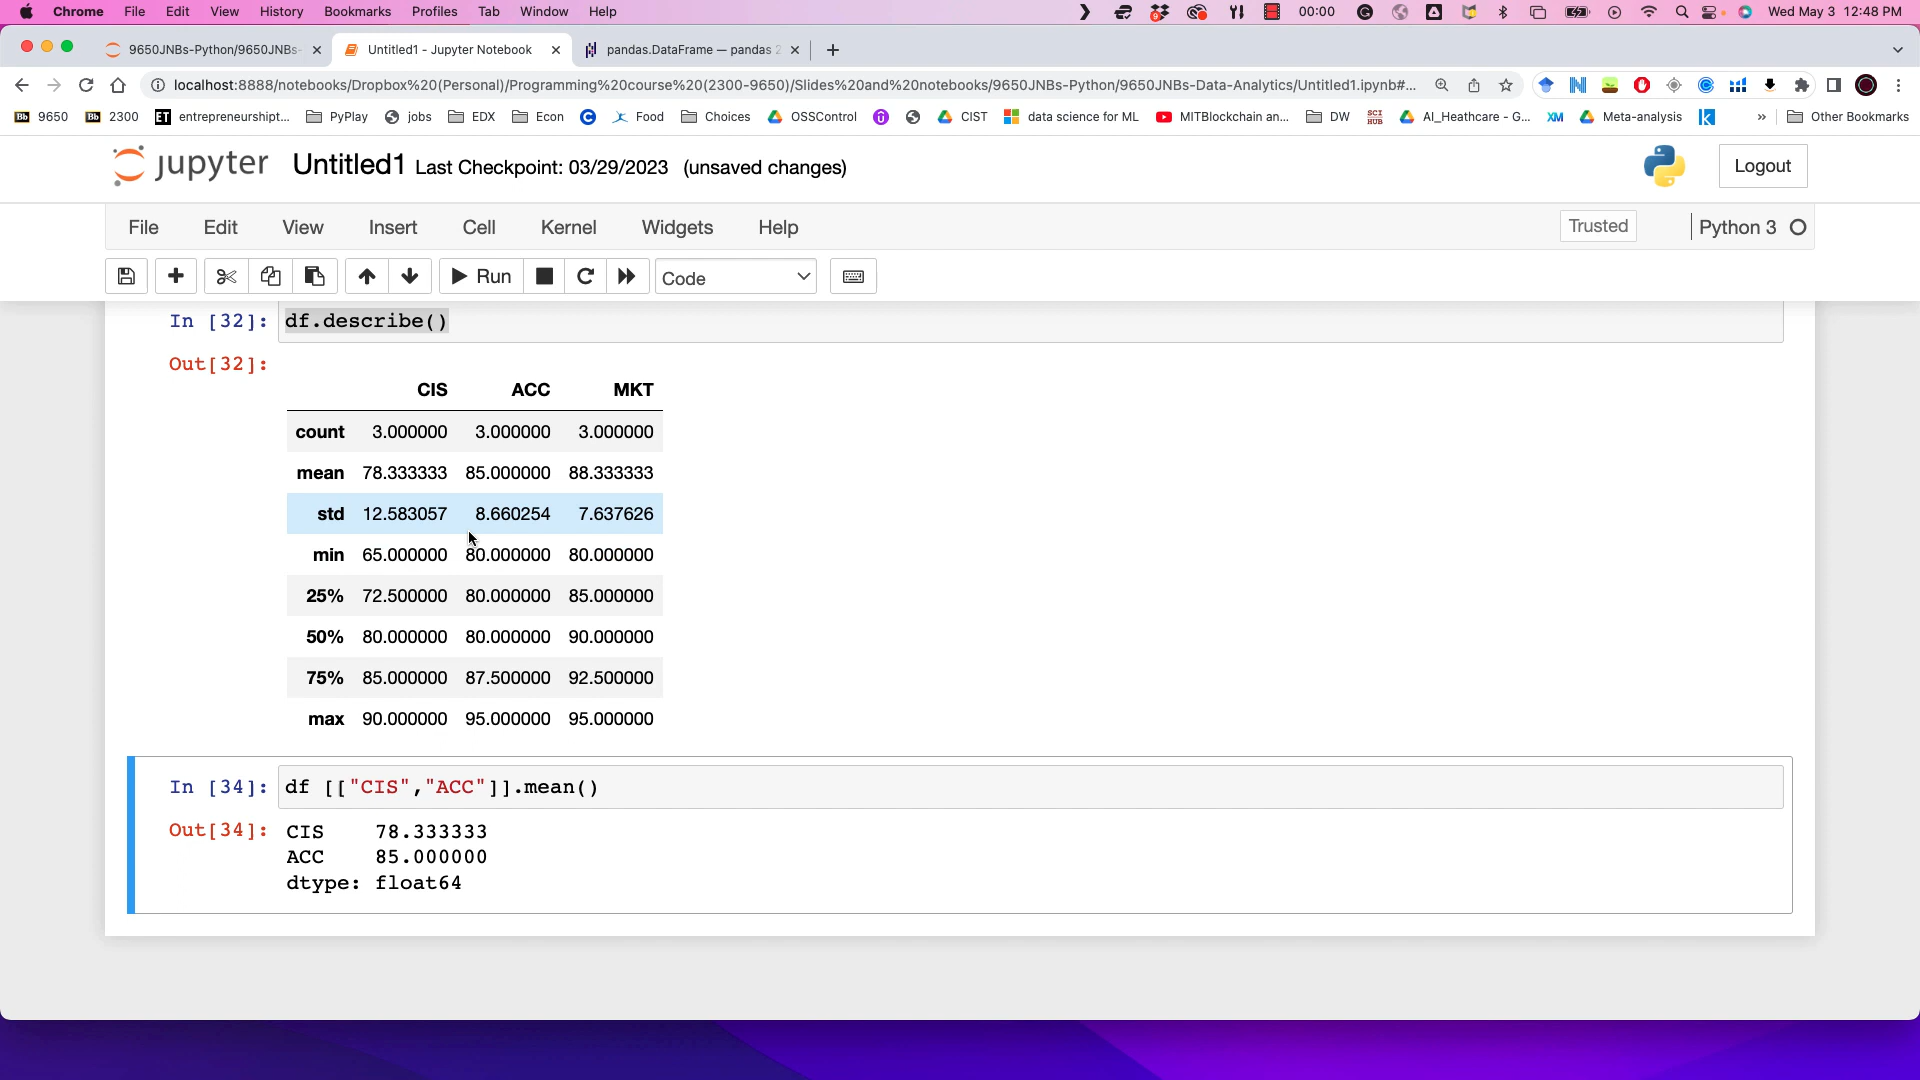 Chrome File Edit View History Bookmarks Profiles Tab Window Help 9 00:00 Wed May 3 12:48 PM
9650JNBs-Python/9650JNBs- Untitled1 - Jupyter Notebook pandas.DataFrame — pandas 2
localhost:8888/notebooks/Dropbox%20(Personal)/Programming%20course%20(2300-9650)/Slides%20and%20notebooks/9650JNBs-Python/9650JNBs-Data-Analytics/Untitled1.ipynb#...
Bb 9650 Bb 2300 ET entrepreneurshipt... PyPlay jobs EDX Econ Food Choices OSSControl CIST data science for ML MITBlockchain an... DW SCI HUB AI_Heathcare - G... XM Meta-analysis K » Other Bookmarks
jupyter Untitled1 Last Checkpoint: 03/29/2023 (unsaved changes) Logout
File Edit View Insert Cell Kernel Widgets Help Trusted Python 3
Run Code
In [32]: df.describe()
Out[32]:
CIS ACC MKT
count 3.000000 3.000000 3.000000
mean 78.333333 85.000000 88.333333
std 12.583057 8.660254 7.637626
min 65.000000 80.000000 80.000000
25% 72.500000 80.000000 85.000000
50% 80.000000 80.000000 90.000000
75% 85.000000 87.500000 92.500000
max 90.000000 95.000000 95.000000
In [34]: df [["CIS","ACC"]].mean()
Out[34]: CIS 78.333333
ACC 85.000000
dtype: float64